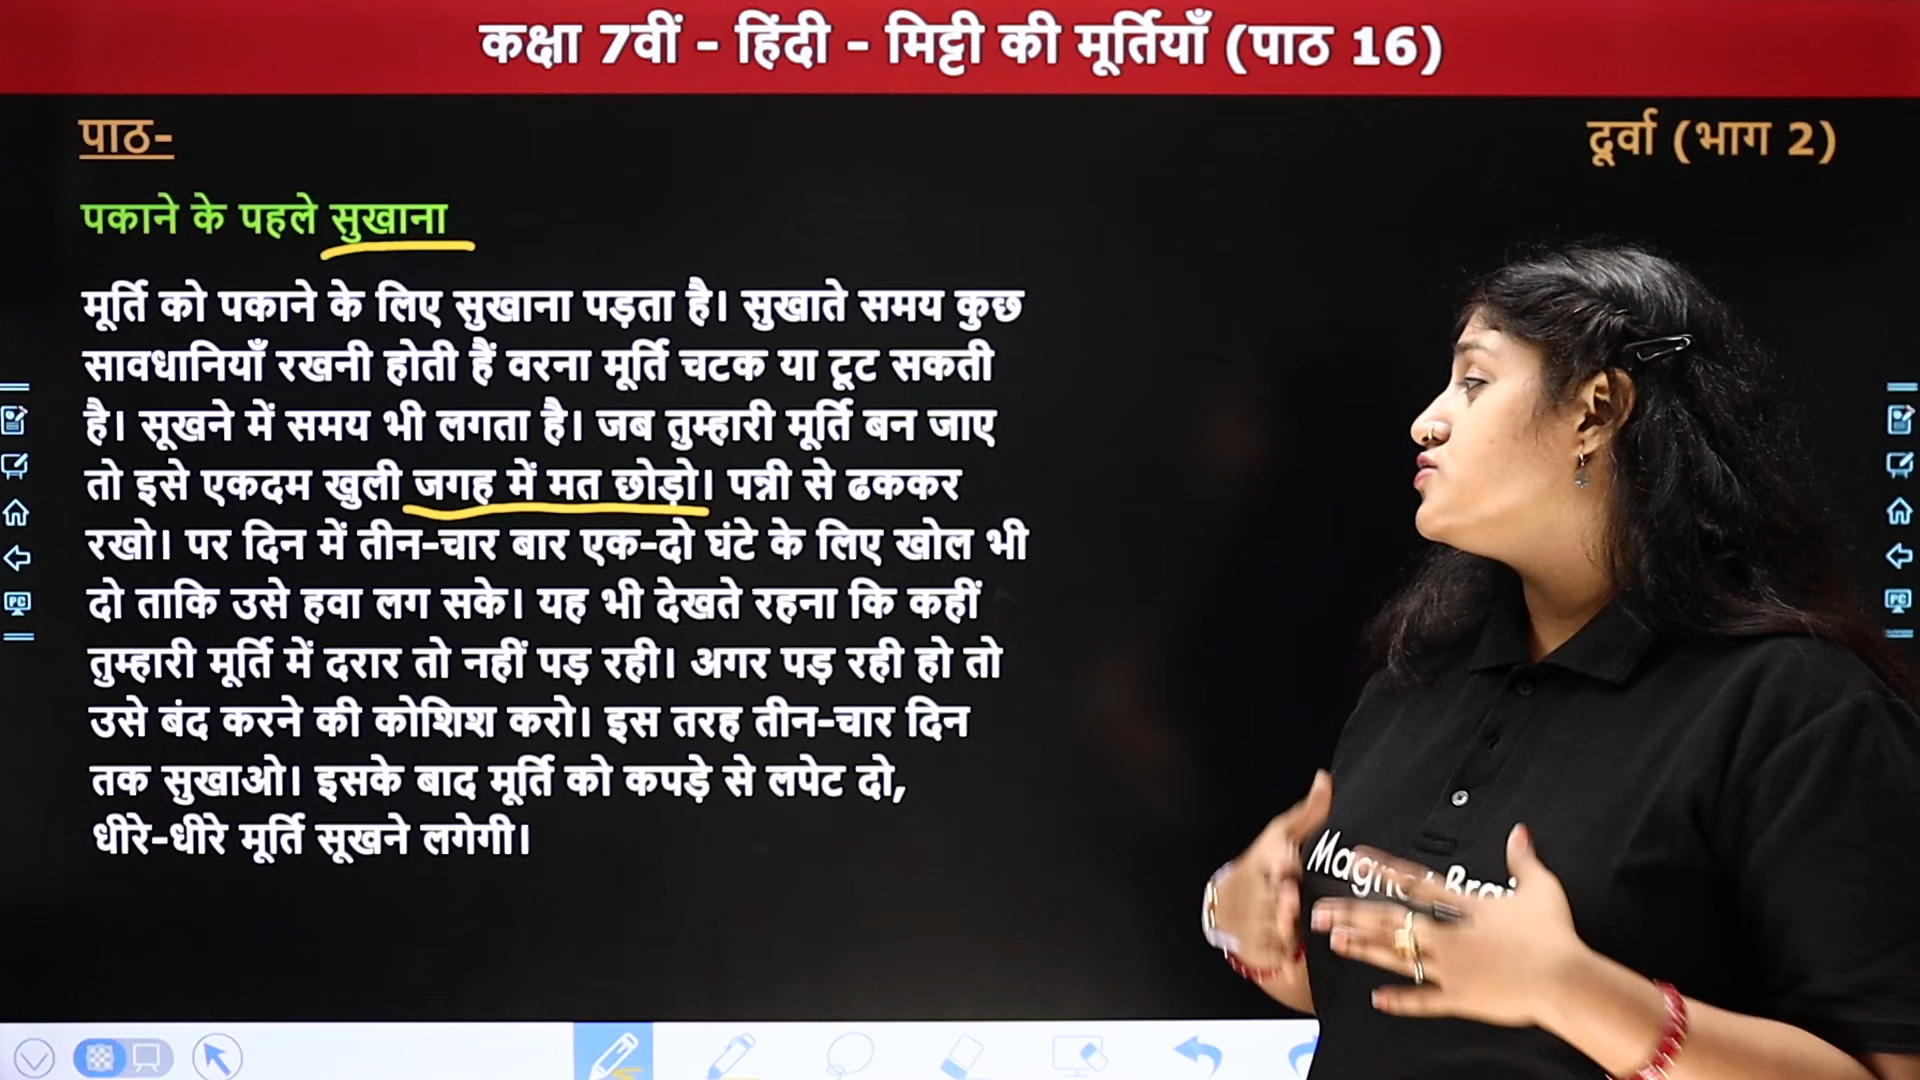 कक्षा 7वीं - हिंदी - मिट्टी की मूर्तियाँ (पाठ 16)
पाठ-
दूर्वा (भाग 2)
पकाने के पहले सुखाना
मूर्ति को पकाने के लिए सुखाना पड़ता है। सुखाते समय कुछ
सावधानियाँ रखनी होती हैं वरना मूर्ति चटक या टूट सकती
है। सूखने में समय भी लगता है। जब तुम्हारी मूर्ति बन जाए
तो इसे एकदम खुली जगह में मत छोड़ो। पन्नी से ढककर
रखो। पर दिन में तीन-चार बार एक-दो घंटे के लिए खोल भी
दो ताकि उसे हवा लग सके। यह भी देखते रहना कि कहीं
तुम्हारी मूर्ति में दरार तो नहीं पड़ रही। अगर पड़ रही हो तो
उसे बंद करने की कोशिश करो। इस तरह तीन-चार दिन
तक सुखाओ। इसके बाद मूर्ति को कपड़े से लपेट दो,
धीरे-धीरे मूर्ति सूखने लगेगी।
PC
PC